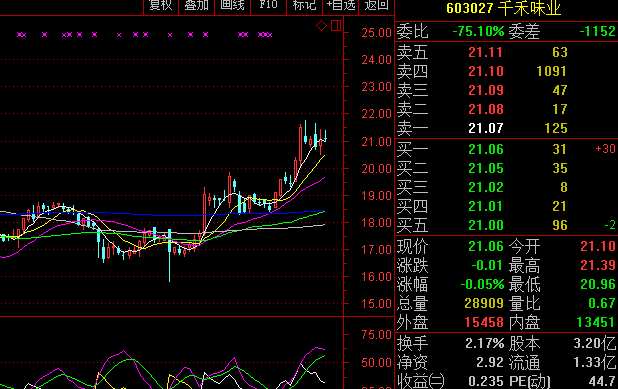 复权 叠加 画线 F10 标记 +自选 返回
603027 千禾味业
委比 -75.10% 委差 -1152
卖五 21.11 63
卖四 21.10 1091
卖三 21.09 47
卖二 21.08 17
卖一 21.07 125
买一 21.06 31 +30
买二 21.05 35
买三 21.02 8
买四 21.01 21
买五 21.00 96 -2
现价 21.06 今开 21.10
涨跌 -0.01 最高 21.39
涨幅 -0.05% 最低 20.96
总量 28909 量比 0.67
外盘 15458 内盘 13451
换手 2.17% 股本 3.20亿
净资 2.92 流通 1.33亿
收益㈡ 0.235 PE(动) 44.7
25.00
24.00
23.00
22.00
21.00
20.00
19.00
18.00
17.00
16.00
15.00
75.00
50.00